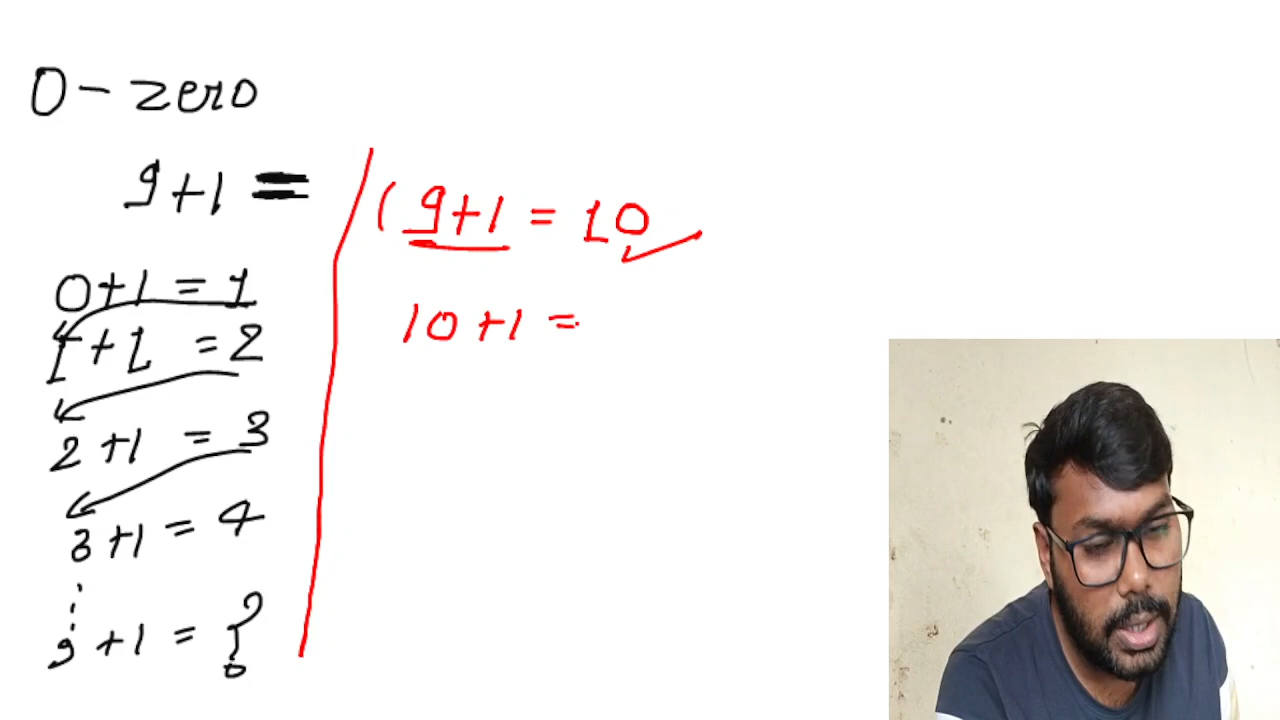 0 - zero
9+1 =
0+1 = 1
1+1 = 2
2+1 = 3
3+1 = 4
9+1 = ?
( 9+1 = 10
10+1 =